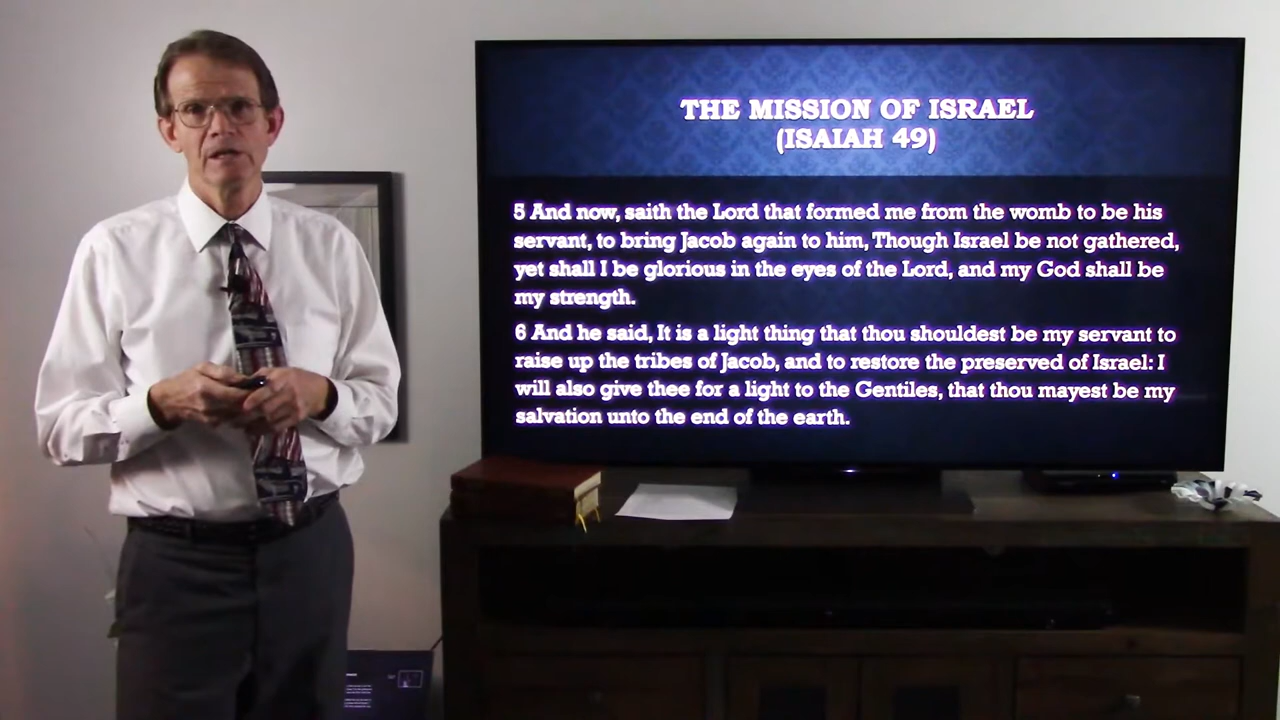 THE MISSION OF ISRAEL
(ISAIAH 49)
5 And now, saith the Lord that formed me from the womb to be his
servant, to bring Jacob again to him, Though Israel be not gathered,
yet shall I be glorious in the eyes of the Lord, and my God shall be
my strength.
6 And he said, It is a light thing that thou shouldest be my servant to
raise up the tribes of Jacob, and to restore the preserved of Israel: I
will also give thee for a light to the Gentiles, that thou mayest be my
salvation unto the end of the earth.